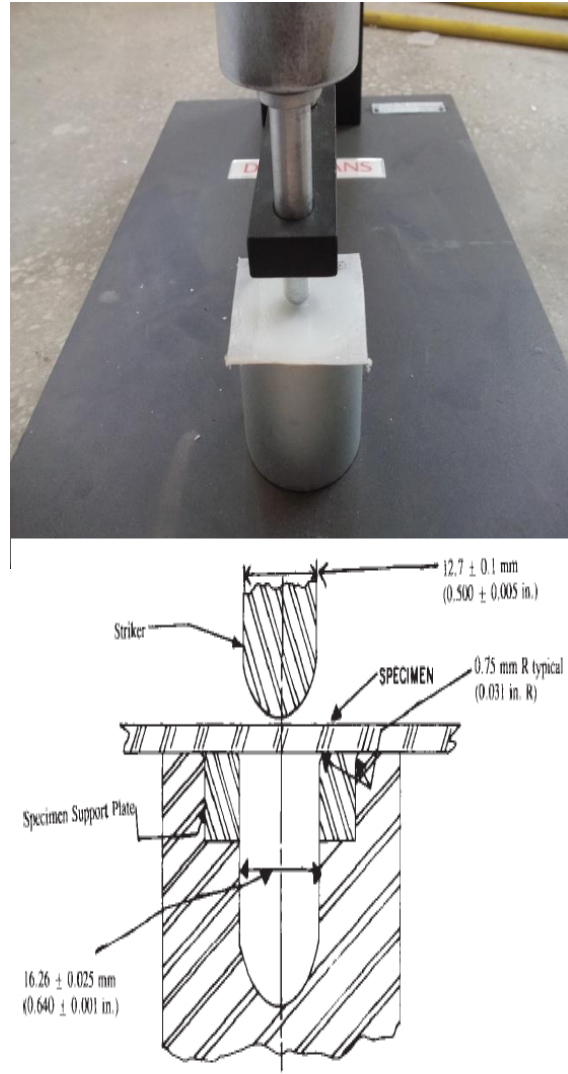 12.7 ± 0.1 mm
(0.500 ± 0.005 in.)
Striker
SPECIMEN
0.75 mm R typical
(0.031 in. R)
Specimen Support Plate
16.26 ± 0.025 mm
(0.640 ± 0.001 in.)